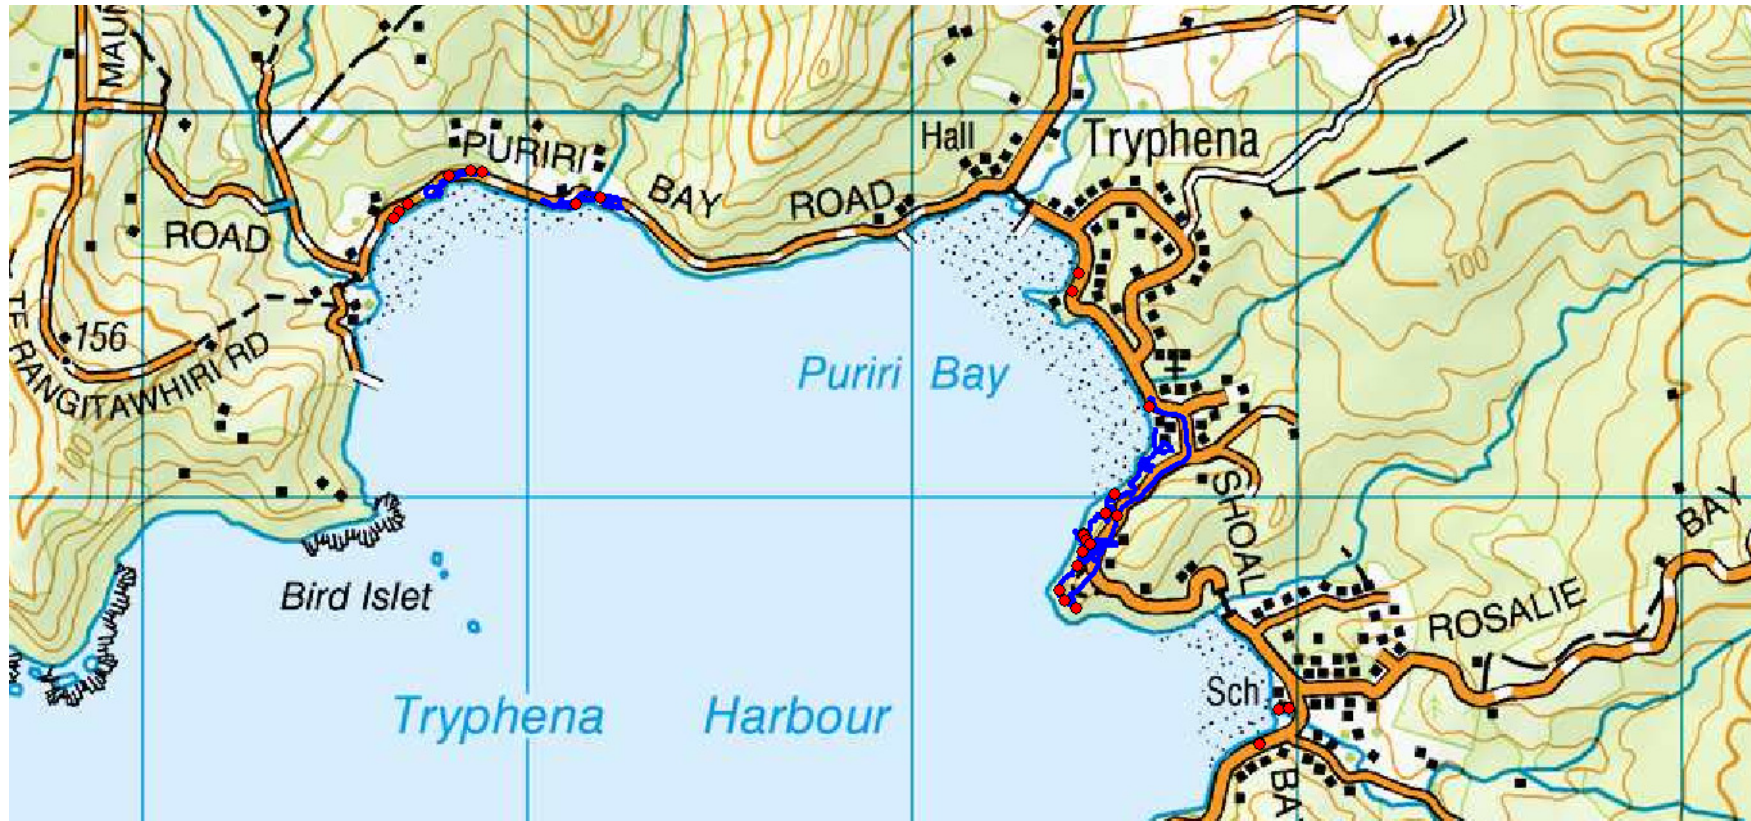 MAUN
Hall
Tryphena
PURIRI
BAY
ROAD
ROAD
100
156
TE RANGITAWHIRI RD
100
Puriri Bay
SHOAL
BAY
Bird Islet
ROSALIE
Sch
Tryphena Harbour
BA